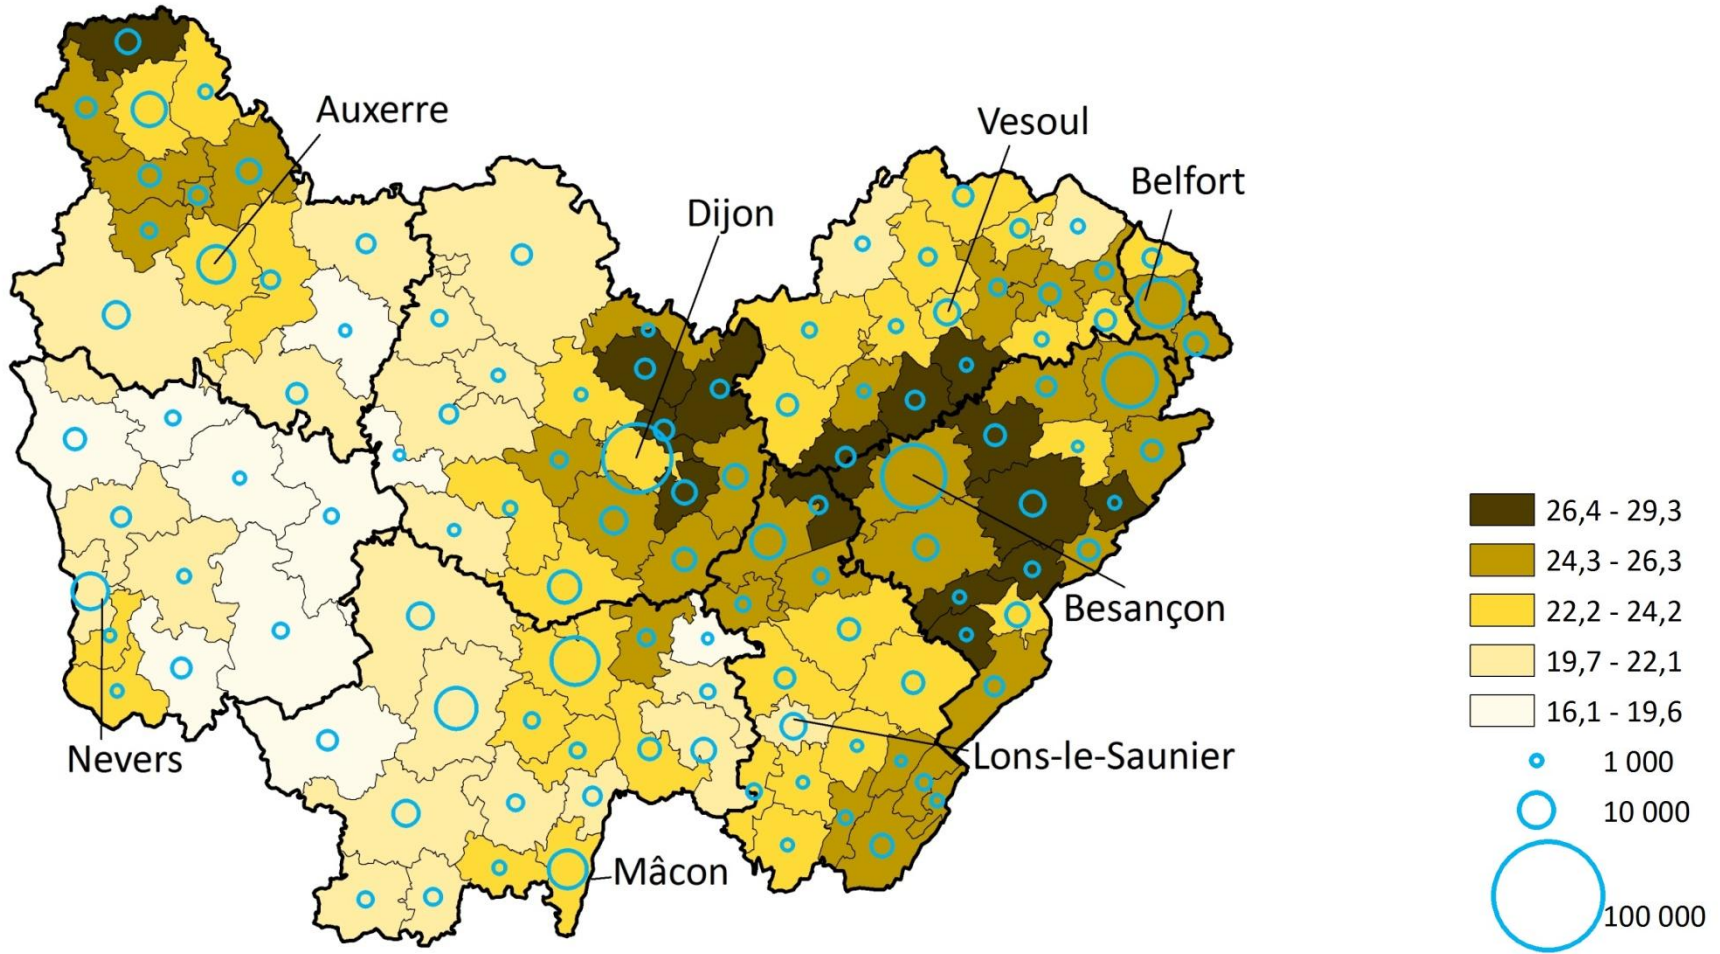 Auxerre
Vesoul
Belfort
Dijon
Besançon
Nevers
Lons-le-Saunier
Mâcon
26,4 - 29,3
24,3 - 26,3
22,2 - 24,2
19,7 - 22,1
16,1 - 19,6
1 000
10 000
100 000